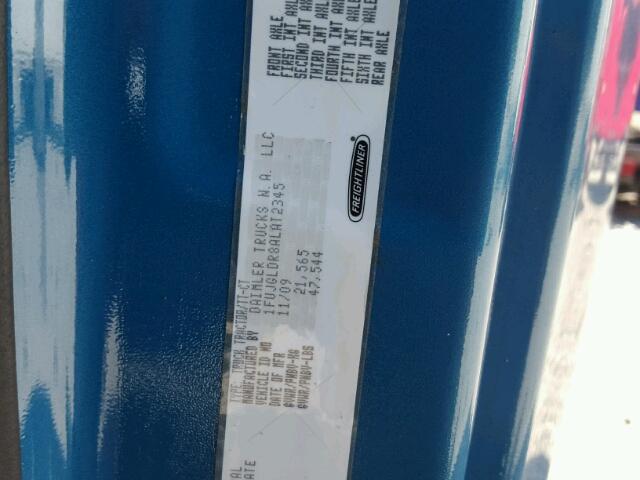 TYPE: TRUCK TRACTOR/TT-CT
MANUFACTURED BY DAIMLER TRUCKS N.A. LLC
VEHICLE ID NO 1FUJGLDR8ALAT2345
DATE OF MFR 11/09
GVWR/PNBV-KG 21,565
GVWR/PNBV-LBS 47,544
FREIGHTLINER
FRONT AXLE
FIRST INT AXLE
SECOND INT AXLE
THIRD INT AXLE
FOURTH INT AXLE
FIFTH INT AXLE
SIXTH INT AXLE
REAR AXLE